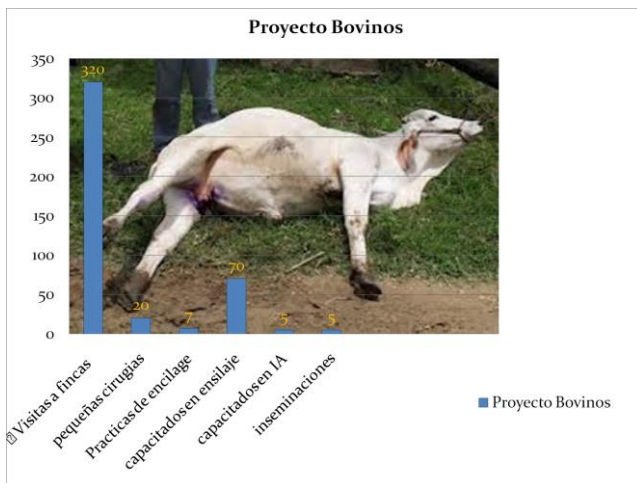 Proyecto Bovinos
350
300
250
200
150
100
50
0
320
20
7
70
5
5
Visitas a fincas
pequeñas cirugias
Practicas de encilage
capacitados en ensilaje
capacitados en IA
inseminaciones
Proyecto Bovinos